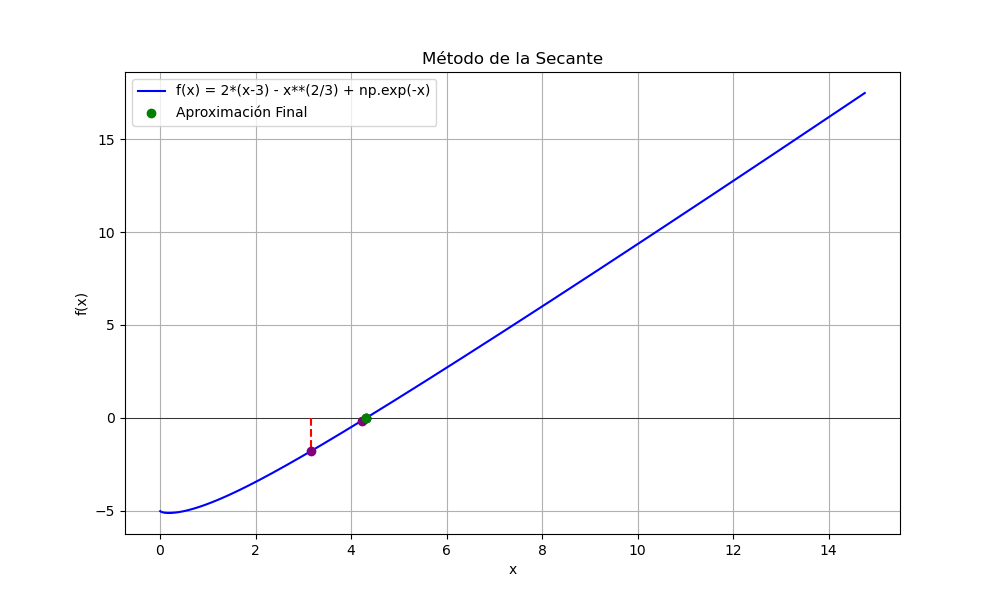 Método de la Secante
f(x) = 2*(x-3) - x**(2/3) + np.exp(-x)
Aproximación Final
15
10
5
0
−5
f(x)
0 2 4 6 8 10 12 14
x